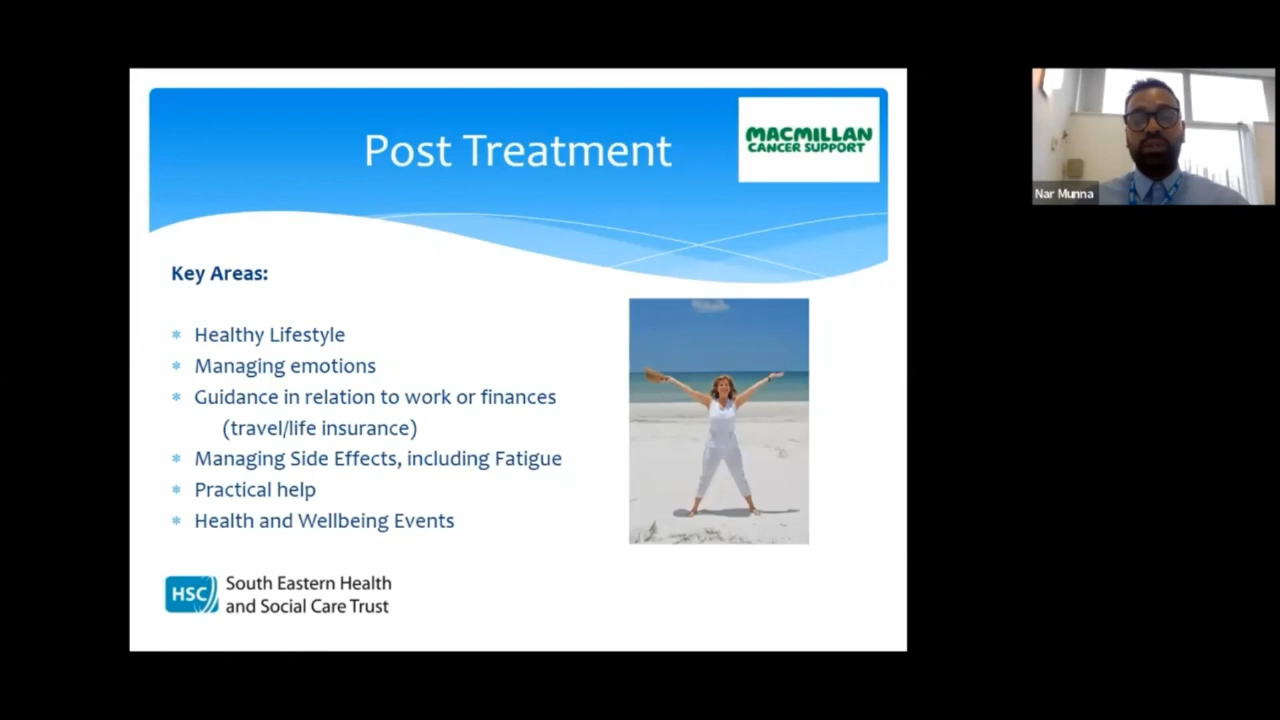 Post Treatment
MACMILLAN
CANCER SUPPORT
Nar Munna
Key Areas:
Healthy Lifestyle
Managing emotions
Guidance in relation to work or finances
(travel/life insurance)
Managing Side Effects, including Fatigue
Practical help
Health and Wellbeing Events
HSC
South Eastern Health
and Social Care Trust